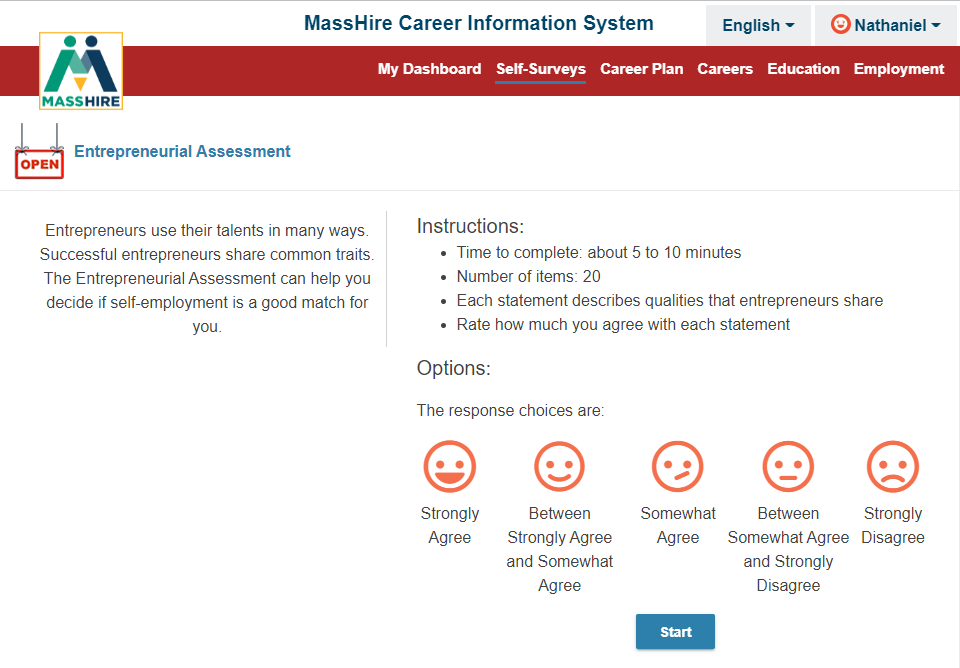 MassHire Career Information System
English
Nathaniel
MASSHIRE
My Dashboard Self-Surveys Career Plan Careers Education Employment
OPEN
Entrepreneurial Assessment
Entrepreneurs use their talents in many ways.
Successful entrepreneurs share common traits.
The Entrepreneurial Assessment can help you
decide if self-employment is a good match for
you.
Instructions:
Time to complete: about 5 to 10 minutes
Number of items: 20
Each statement describes qualities that entrepreneurs share
Rate how much you agree with each statement
Options:
The response choices are:
Strongly
Agree
Between
Strongly Agree
and Somewhat
Agree
Somewhat
Agree
Between
Somewhat Agree
and Strongly
Disagree
Strongly
Disagree
Start